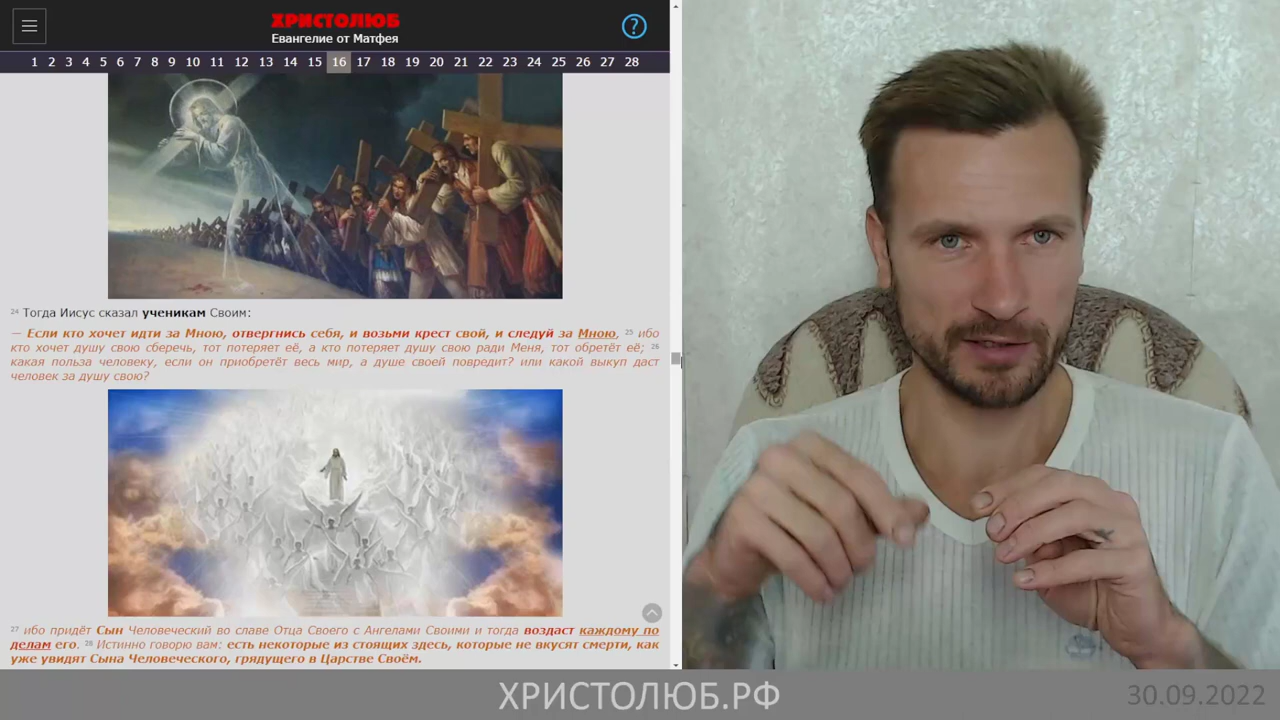 ХРИСТОЛЮБ
Евангелие от Матфея
?
1 2 3 4 5 6 7 8 9 10 11 12 13 14 15 16 17 18 19 20 21 22 23 24 25 26 27 28
24 Тогда Иисус сказал ученикам Своим:
— Если кто хочет идти за Мною, отвергнись себя, и возьми крест свой, и следуй за Мною, 25 ибо
кто хочет душу свою сберечь, тот потеряет её, а кто потеряет душу свою ради Меня, тот обретёт её; 26
какая польза человеку, если он приобретёт весь мир, а душе своей повредит? или какой выкуп даст
человек за душу свою?
27 ибо придёт Сын Человеческий во славе Отца Своего с Ангелами Своими и тогда воздаст каждому по
делам его. 28 Истинно говорю вам: есть некоторые из стоящих здесь, которые не вкусят смерти, как
уже увидят Сына Человеческого, грядущего в Царстве Своём.
ХРИСТОЛЮБ.РФ
30.09.2022